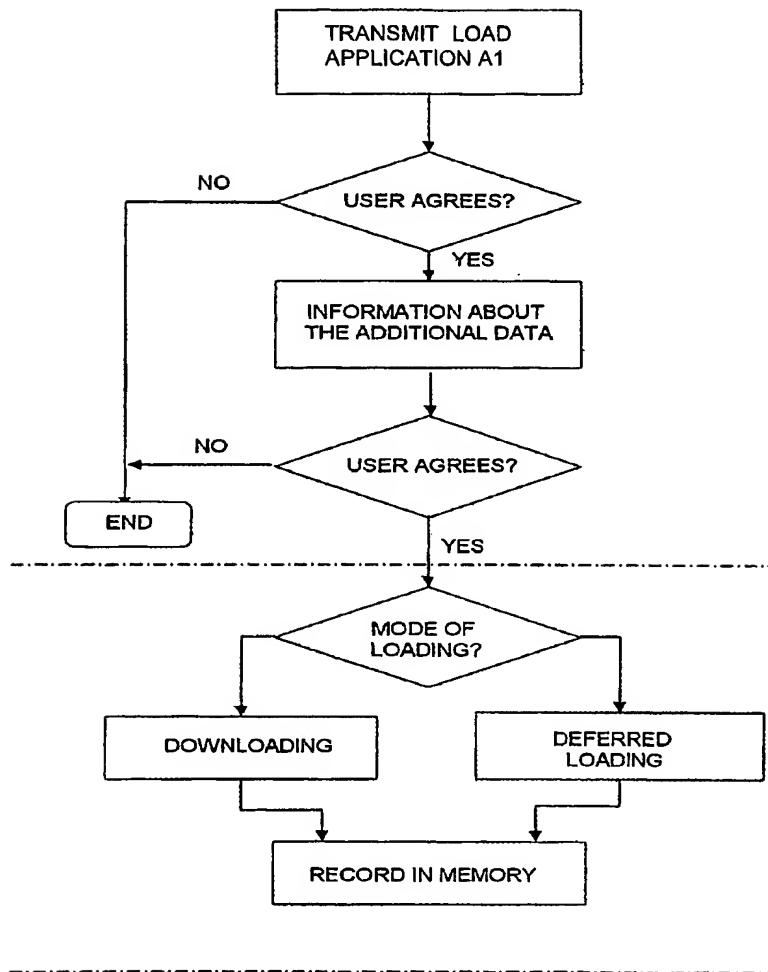 TRANSMIT LOAD
APPLICATION A1
NO
USER AGREES?
YES
INFORMATION ABOUT
THE ADDITIONAL DATA
NO
USER AGREES?
END
YES
MODE OF
LOADING?
DOWNLOADING
DEFERRED
LOADING
RECORD IN MEMORY